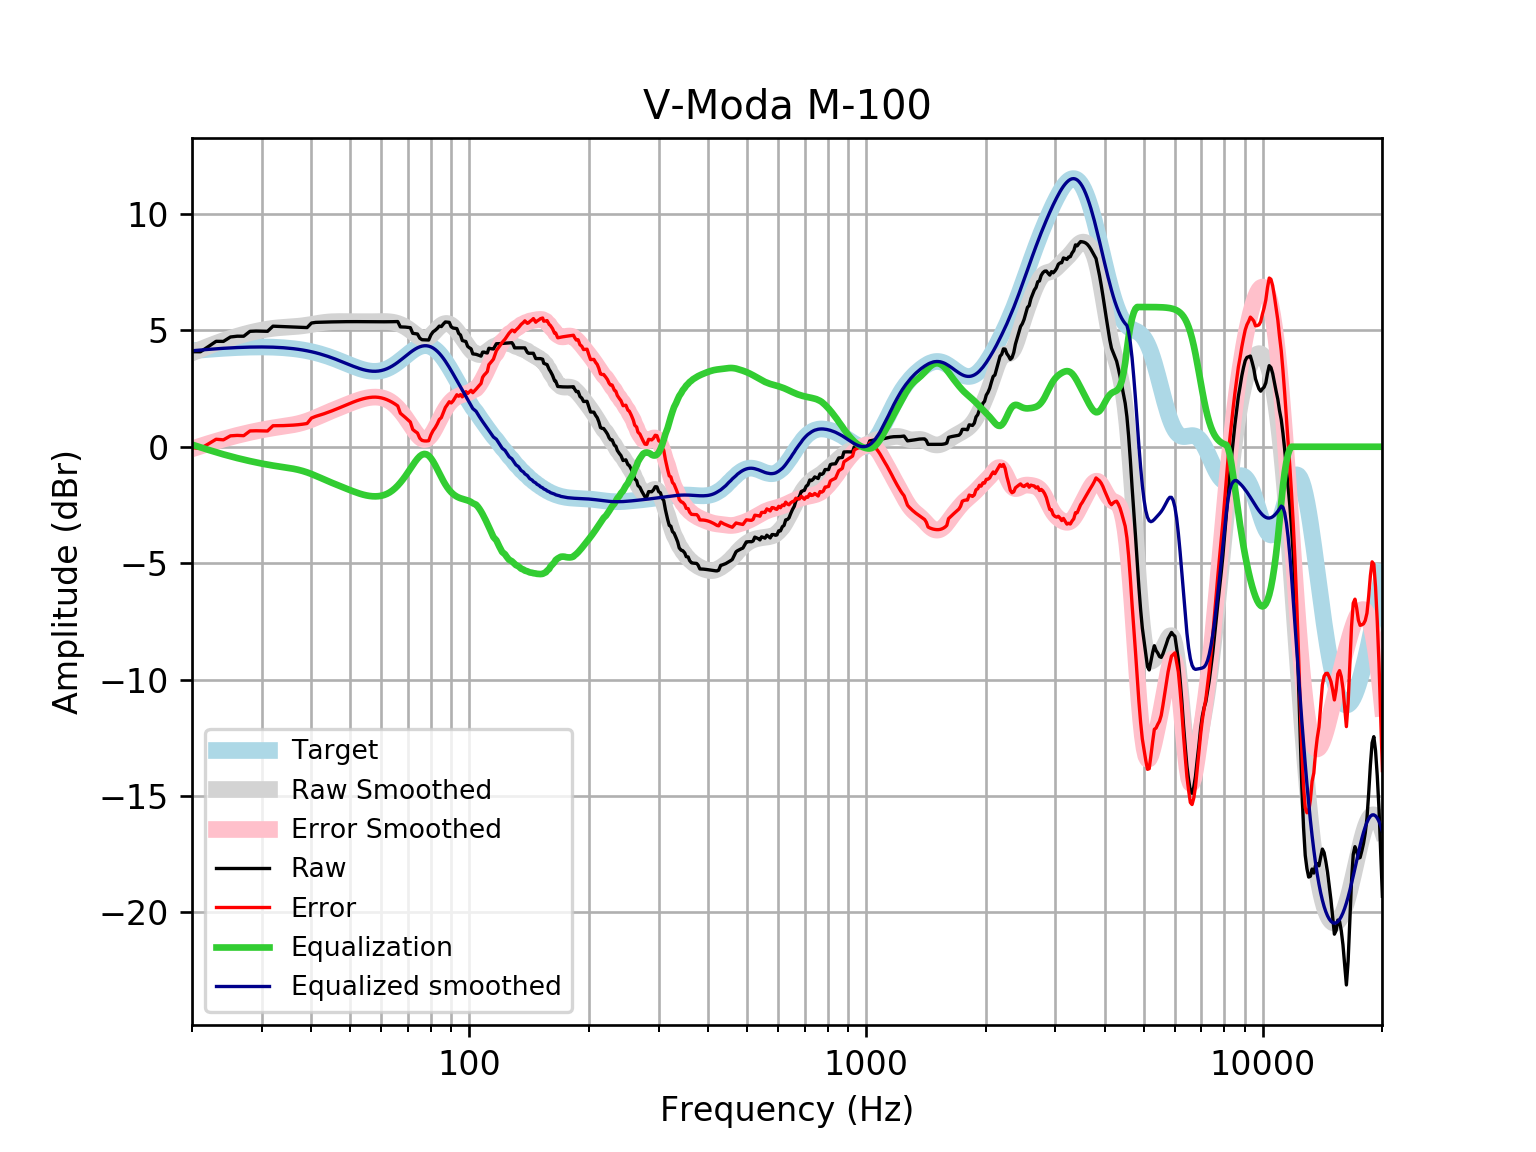 V-Moda M-100
10
5
0
−5
−10
−15
−20
Amplitude (dBr)
Target
Raw Smoothed
Error Smoothed
Raw
Error
Equalization
Equalized smoothed
100 1000 10000
Frequency (Hz)